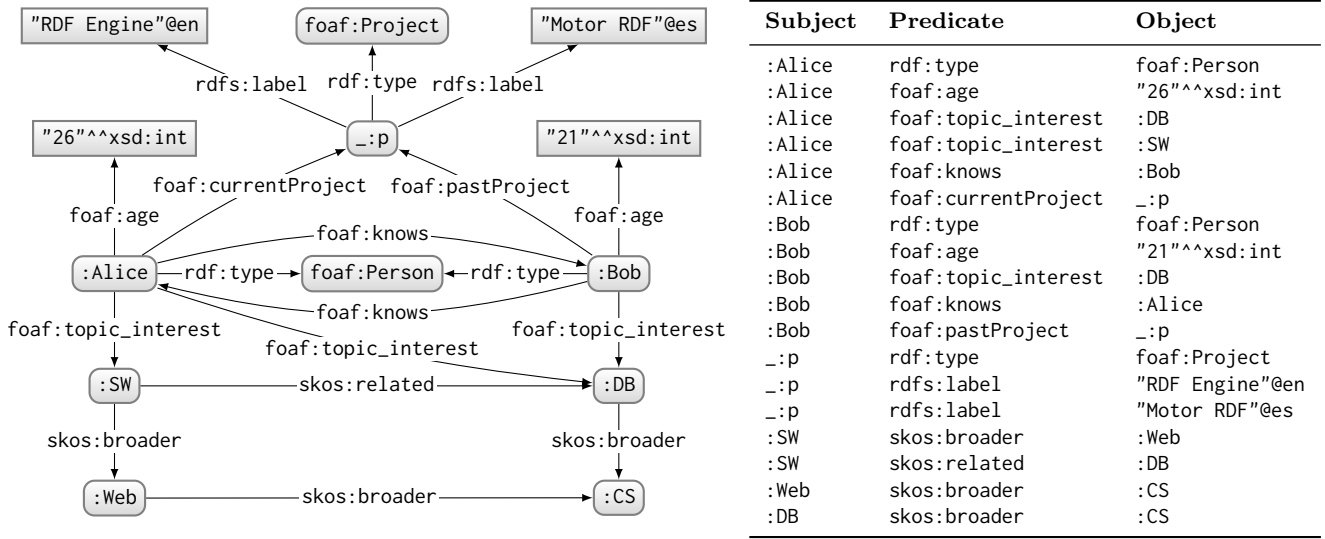 "RDF Engine"@en foaf:Project "Motor RDF"@es
rdfs:label rdf:type rdfs:label
"26"^^xsd:int _:p "21"^^xsd:int
foaf:currentProject foaf:pastProject
foaf:age foaf:age
foaf:knows
:Alice rdf:type foaf:Person rdf:type :Bob
foaf:knows
foaf:topic_interest foaf:topic_interest
foaf:topic_interest
:SW skos:related :DB
skos:broader skos:broader
:Web skos:broader :CS
Subject Predicate Object
:Alice rdf:type foaf:Person
:Alice foaf:age "26"^^xsd:int
:Alice foaf:topic_interest :DB
:Alice foaf:topic_interest :SW
:Alice foaf:knows :Bob
:Alice foaf:currentProject _:p
:Bob rdf:type foaf:Person
:Bob foaf:age "21"^^xsd:int
:Bob foaf:topic_interest :DB
:Bob foaf:knows :Alice
:Bob foaf:pastProject _:p
_:p rdf:type foaf:Project
_:p rdfs:label "RDF Engine"@en
_:p rdfs:label "Motor RDF"@es
:SW skos:broader :Web
:SW skos:related :DB
:Web skos:broader :CS
:DB skos:broader :CS